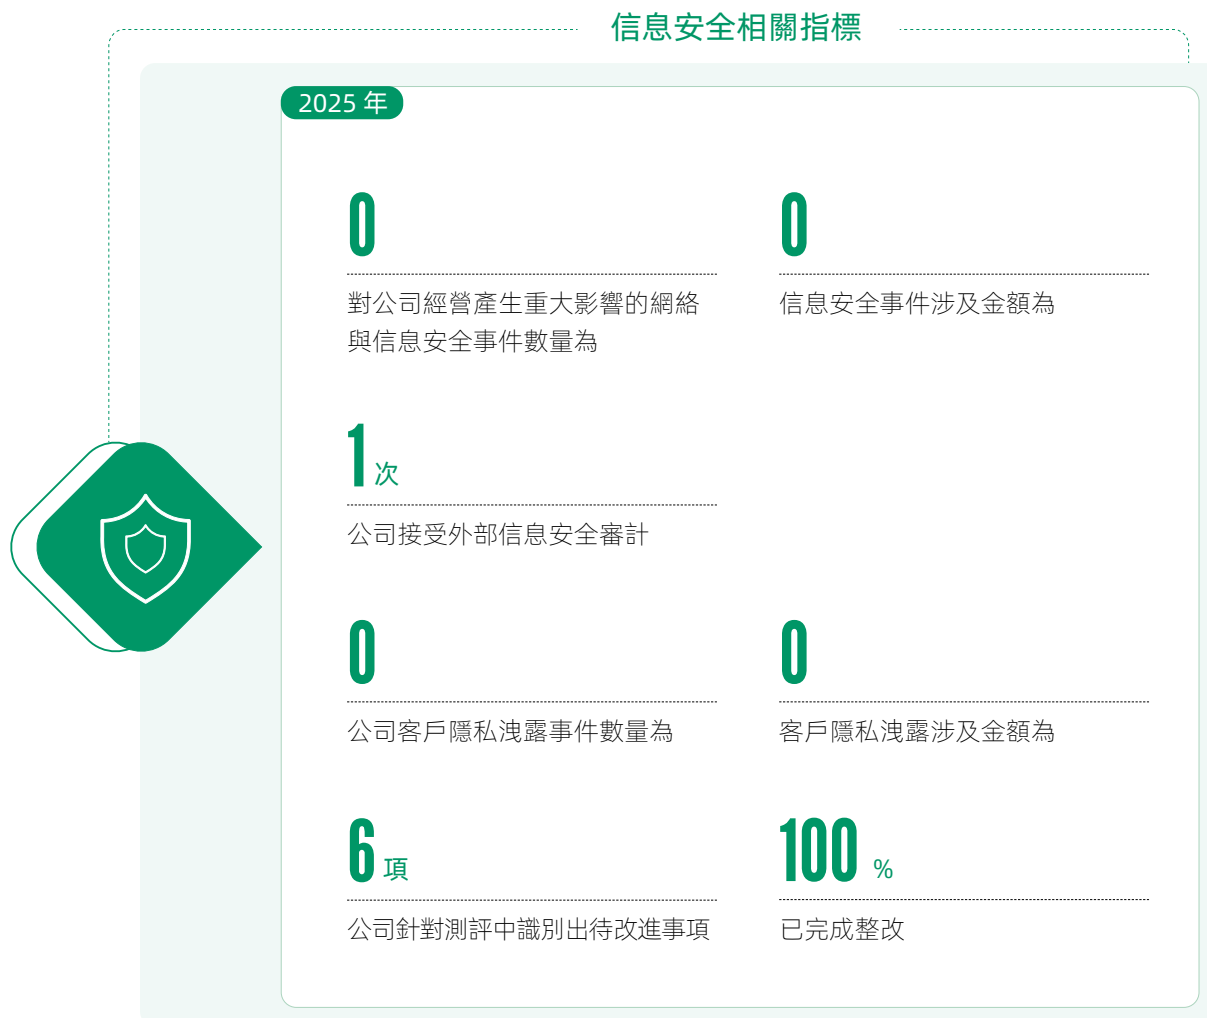 信息安全相關指標
2025 年
0
對公司經營產生重大影響的網絡
與信息安全事件數量為
0
信息安全事件涉及金額為
1 次
公司接受外部信息安全審計
0
公司客戶隱私洩露事件數量為
0
客戶隱私洩露涉及金額為
6 項
公司針對測評中識別出待改進事項
100 %
已完成整改